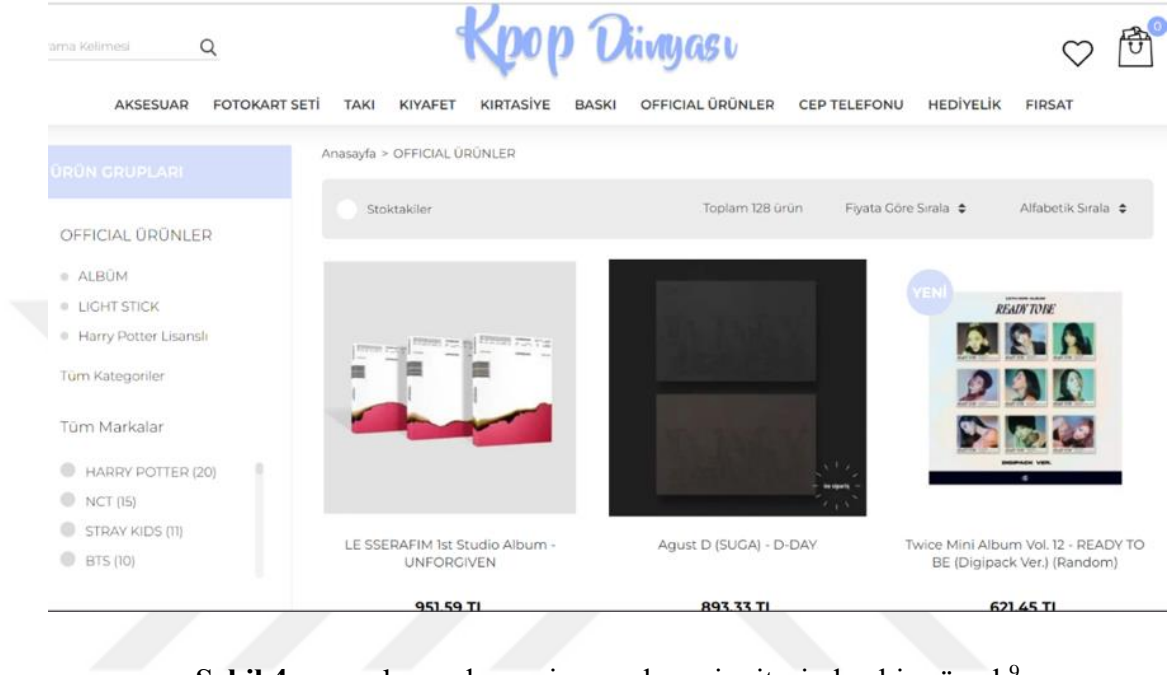 Kpop Dünyası
0
rama Kelimesi
AKSESUAR FOTOKART SETİ TAKI KIYAFET KIRTASİYE BASKI OFFICIAL ÜRÜNLER CEP TELEFONU HEDİYELİK FIRSAT
Anasayfa > OFFICIAL ÜRÜNLER
ÜRÜN GRUPLARI
Stoktakiler Toplam 128 ürün Fiyata Göre Sırala Alfabetik Sırala
OFFICIAL ÜRÜNLER
ALBÜM
LIGHT STICK
Harry Potter Lisanslı
Tüm Kategoriler
Tüm Markalar
HARRY POTTER (20)
NCT (15)
STRAY KIDS (11)
BTS (10)
YENİ
READY TO BE
DIGIPACK VER.
LE SSERAFIM 1st Studio Album -
UNFORGIVEN
951.59 TL
Agust D (SUGA) - D-DAY
893.33 TL
Twice Mini Album Vol. 12 - READY TO
BE (Digipack Ver.) (Random)
621.45 TL
9